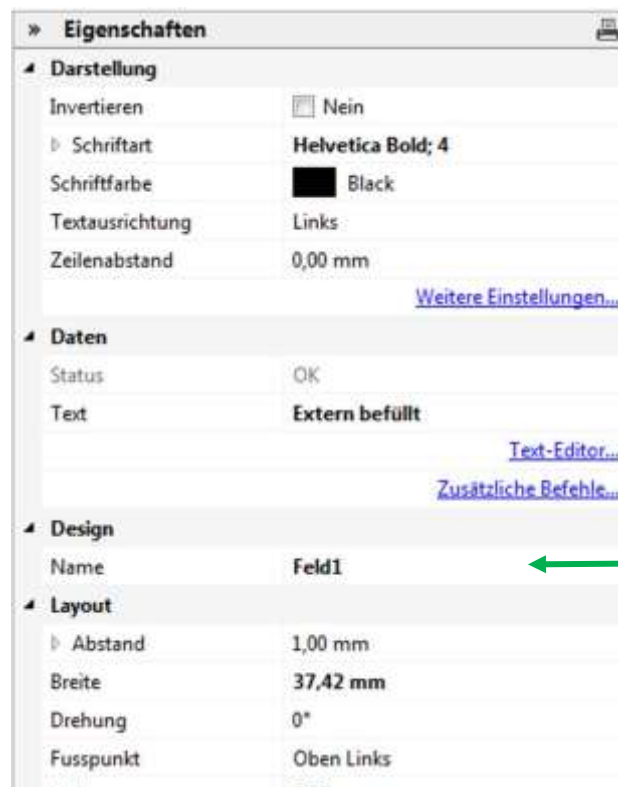 » Eigenschaften
Darstellung
Invertieren Nein
Schriftart Helvetica Bold; 4
Schriftfarbe Black
Textausrichtung Links
Zeilenabstand 0,00 mm
Weitere Einstellungen...
Daten
Status OK
Text Extern befüllt
Text-Editor...
Zusätzliche Befehle...
Design
Name Feld1
Layout
Abstand 1,00 mm
Breite 37,42 mm
Drehung 0°
Fusspunkt Oben Links